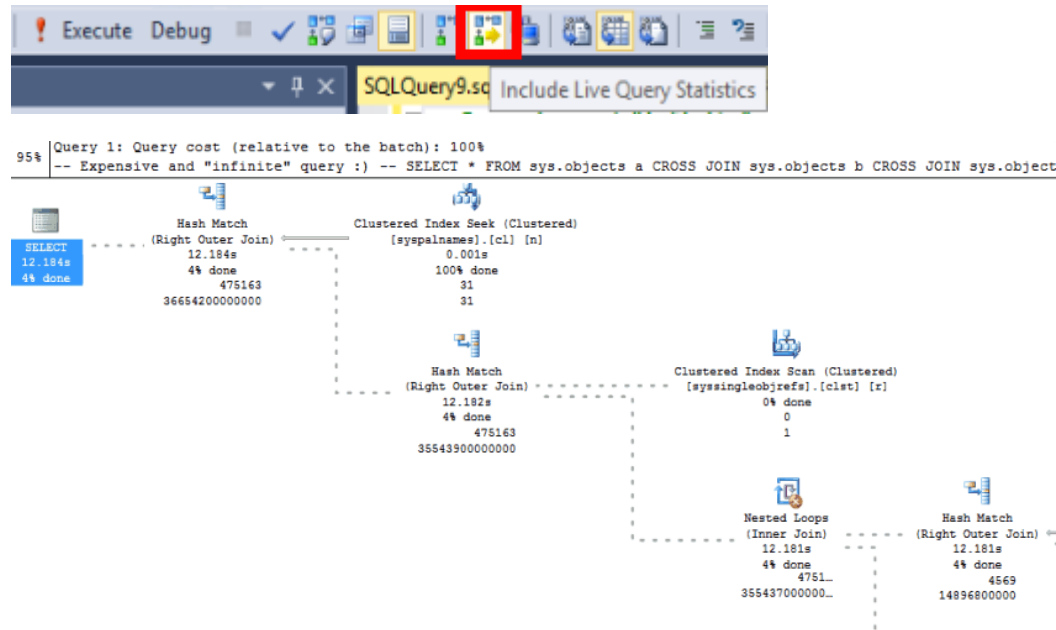 Execute Debug
SQLQuery9.sq
Include Live Query Statistics
Query 1: Query cost (relative to the batch): 100%
95%
-- Expensive and "infinite" query :) -- SELECT * FROM sys.objects a CROSS JOIN sys.objects b CROSS JOIN sys.object
SELECT
12.184s
4% done
Hash Match
(Right Outer Join)
12.184s
4% done
475163
36654200000000
Clustered Index Seek (Clustered)
[syspalnames].[cl] [n]
0.001s
100% done
31
31
Hash Match
(Right Outer Join)
12.182s
4% done
475163
35543900000000
Clustered Index Scan (Clustered)
[syssingleobjrefs].[clst] [r]
0% done
0
1
Nested Loops
(Inner Join)
12.181s
4% done
4751…
355437000000…
Hash Match
(Right Outer Join)
12.181s
4% done
4569
14896800000